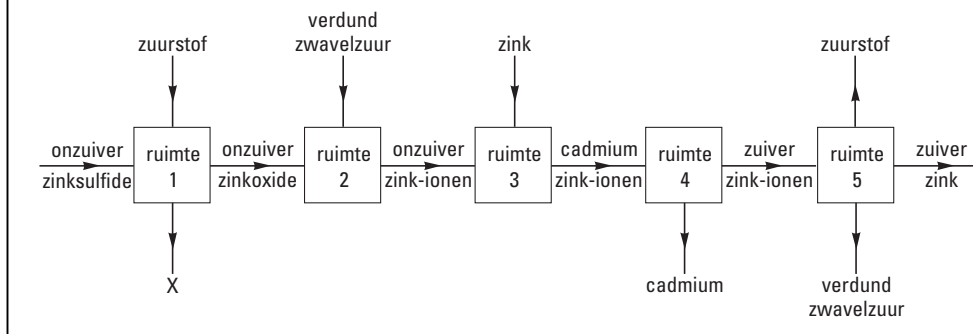 zuurstof
verdund
zwavelzuur
zink
zuurstof
onzuiver
zinksulfide
ruimte
1
onzuiver
zinkoxide
ruimte
2
onzuiver
zink-ionen
ruimte
3
cadmium
zink-ionen
ruimte
4
zuiver
zink-ionen
ruimte
5
zuiver
zink
X
cadmium
verdund
zwavelzuur